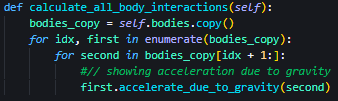 def calculate_all_body_interactions(self):
    bodies_copy = self.bodies.copy()
    for idx, first in enumerate(bodies_copy):
        for second in bodies_copy[idx + 1:]:
            #// showing acceleration due to gravity
            first.accelerate_due_to_gravity(second)